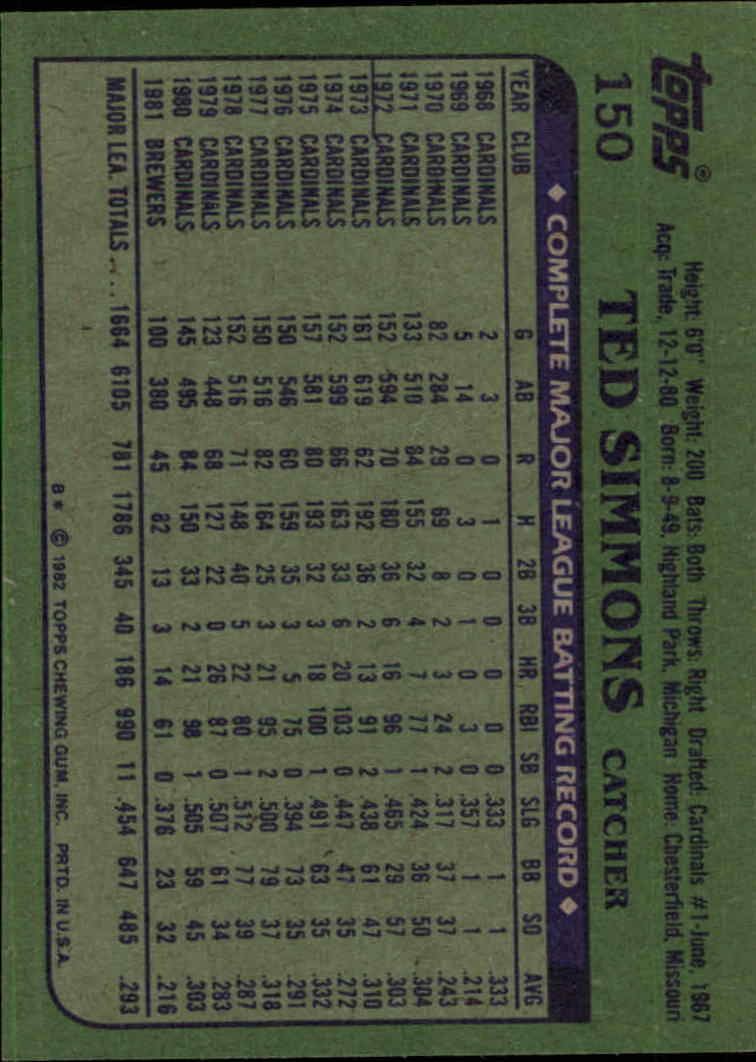 Topps®
150 TED SIMMONS CATCHER
Height: 6'0" Weight: 200 Bats: Both Throws: Right Drafted: Cardinals #1-June, 1967
Acq: Trade, 12-12-80 Born: 8-9-49, Highland Park, Michigan Home: Chesterfield, Missouri
◆ COMPLETE MAJOR LEAGUE BATTING RECORD ◆
YEAR CLUB G AB R H 2B 3B HR RBI SB SLG BB SO AVG
1968 CARDINALS 2 3 0 1 0 0 0 0 0 .333 1 1 .333
1969 CARDINALS 5 14 0 3 0 1 0 3 0 .357 1 1 .214
1970 CARDINALS 82 284 29 69 8 2 3 24 2 .317 37 37 .243
1971 CARDINALS 133 510 64 155 32 4 7 77 1 .424 36 50 .304
1972 CARDINALS 152 594 70 180 36 6 16 96 1 .465 29 57 .303
1973 CARDINALS 161 619 62 192 36 2 13 91 2 .438 61 47 .310
1974 CARDINALS 152 599 66 163 33 6 20 103 0 .447 47 35 .272
1975 CARDINALS 157 581 80 193 32 3 18 100 1 .491 63 35 .332
1976 CARDINALS 150 546 60 159 35 3 5 75 0 .394 73 35 .291
1977 CARDINALS 150 516 82 164 25 3 21 95 2 .500 79 37 .318
1978 CARDINALS 152 516 71 148 40 5 22 80 1 .512 77 39 .287
1979 CARDINALS 123 448 68 127 22 0 26 87 0 .507 61 34 .283
1980 CARDINALS 145 495 84 150 33 2 21 98 1 .505 59 45 .303
1981 BREWERS 100 380 45 82 13 3 14 61 0 .376 23 32 .216
MAJOR LEA. TOTALS .... 1664 6105 781 1786 345 40 186 990 11 .454 647 485 .293
8* © 1982 TOPPS CHEWING GUM, INC. PRTD. IN U.S.A.